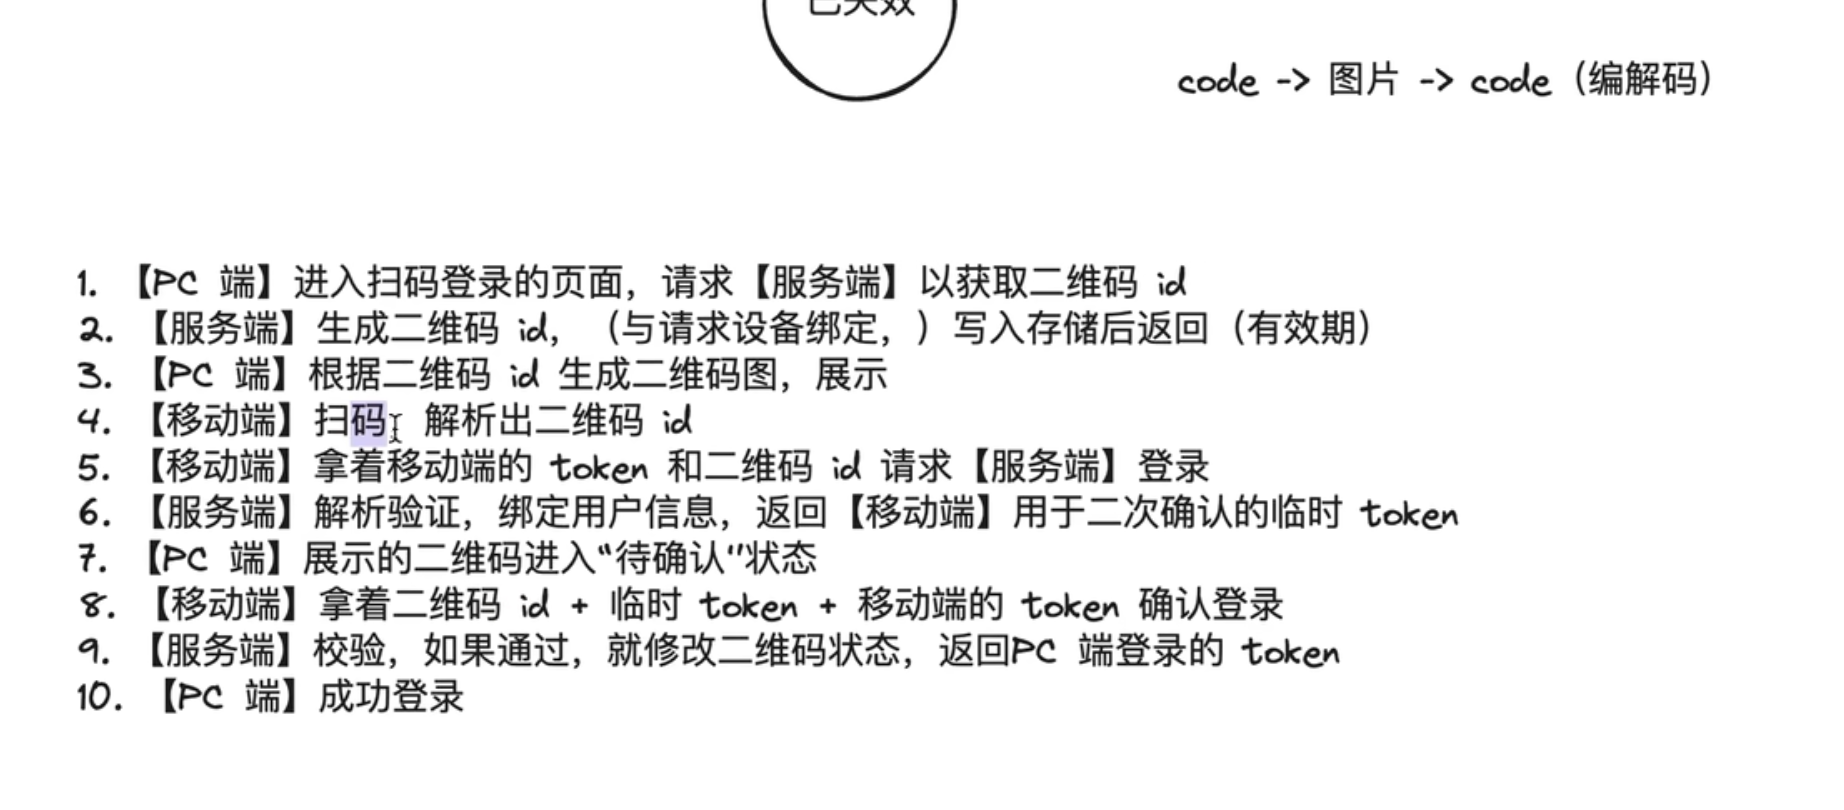 已失效
code -> 图片 -> code（编解码）
1. 【PC 端】进入扫码登录的页面，请求【服务端】以获取二维码 id
2. 【服务端】生成二维码 id，（与请求设备绑定，）写入存储后返回（有效期）
3. 【PC 端】根据二维码 id 生成二维码图，展示
4. 【移动端】扫码，解析出二维码 id
5. 【移动端】拿着移动端的 token 和二维码 id 请求【服务端】登录
6. 【服务端】解析验证，绑定用户信息，返回【移动端】用于二次确认的临时 token
7. 【PC 端】展示的二维码进入“待确认”状态
8. 【移动端】拿着二维码 id + 临时 token + 移动端的 token 确认登录
9. 【服务端】校验，如果通过，就修改二维码状态，返回PC 端登录的 token
10. 【PC 端】成功登录